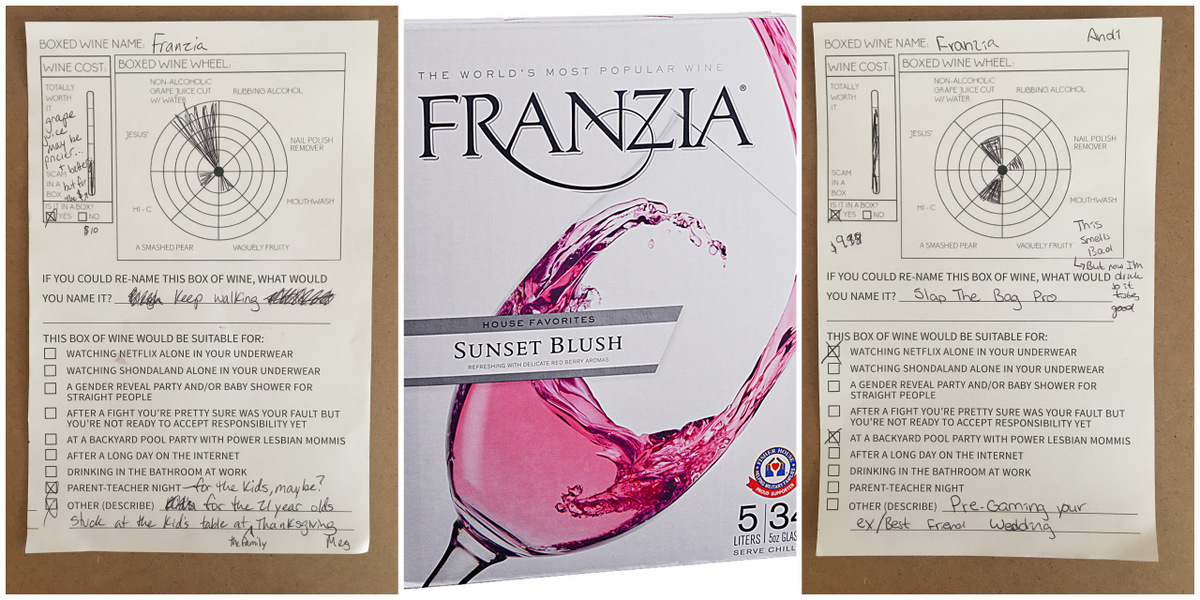 BOXED WINE NAME: Franzia
WINE COST:
TOTALLY
WORTH
IT
grape
juice
may be
pricier...
+ better
but for
the $?
SCAM
IN A
BOX
IS IT IN A BOX?
YES NO
$10
BOXED WINE WHEEL:
NON-ALCOHOLIC
GRAPE JUICE CUT
W/ WATER
RUBBING ALCOHOL
JESUS'
NAIL POLISH
REMOVER
HI-C
MOUTHWASH
A SMASHED PEAR
VAGUELY FRUITY
IF YOU COULD RE-NAME THIS BOX OF WINE, WHAT WOULD
YOU NAME IT? Keep walking
THIS BOX OF WINE WOULD BE SUITABLE FOR:
WATCHING NETFLIX ALONE IN YOUR UNDERWEAR
WATCHING SHONDALAND ALONE IN YOUR UNDERWEAR
A GENDER REVEAL PARTY AND/OR BABY SHOWER FOR
STRAIGHT PEOPLE
AFTER A FIGHT YOU'RE PRETTY SURE WAS YOUR FAULT BUT
YOU'RE NOT READY TO ACCEPT RESPONSIBILITY YET
AT A BACKYARD POOL PARTY WITH POWER LESBIAN MOMMIS
AFTER A LONG DAY ON THE INTERNET
DRINKING IN THE BATHROOM AT WORK
PARENT-TEACHER NIGHT - for the kids, maybe?
OTHER (DESCRIBE) for the 21 year olds
stuck at the kid's table at Thanksgiving
the family
Meg
THE WORLD'S MOST POPULAR WINE
FRANZIA®
HOUSE FAVORITES
SUNSET BLUSH
REFRESHING WITH DELICATE RED BERRY AROMAS
FISHER HOUSE
HELPING MILITARY FAMILIES
PROUD SUPPORTER
5 34
LITERS 5oz GLAS
SERVE CHILL
BOXED WINE NAME: Franzia
Andi
WINE COST:
TOTALLY
WORTH
IT
SCAM
IN A
BOX
IS IT IN A BOX?
YES NO
BOXED WINE WHEEL:
NON-ALCOHOLIC
GRAPE JUICE CUT
W/ WATER
RUBBING ALCOHOL
JESUS'
NAIL POLISH
REMOVER
HI-C
MOUTHWASH
A SMASHED PEAR
VAGUELY FRUITY
This
smells
Bad
But now I'm
drunk
so it
tastes
good
IF YOU COULD RE-NAME THIS BOX OF WINE, WHAT WOULD
YOU NAME IT? Slap The Bag Pro
THIS BOX OF WINE WOULD BE SUITABLE FOR:
WATCHING NETFLIX ALONE IN YOUR UNDERWEAR
WATCHING SHONDALAND ALONE IN YOUR UNDERWEAR
A GENDER REVEAL PARTY AND/OR BABY SHOWER FOR
STRAIGHT PEOPLE
AFTER A FIGHT YOU'RE PRETTY SURE WAS YOUR FAULT BUT
YOU'RE NOT READY TO ACCEPT RESPONSIBILITY YET
AT A BACKYARD POOL PARTY WITH POWER LESBIAN MOMMIS
AFTER A LONG DAY ON THE INTERNET
DRINKING IN THE BATHROOM AT WORK
PARENT-TEACHER NIGHT
OTHER (DESCRIBE) Pre-Gaming your
ex/Best Friend Wedding